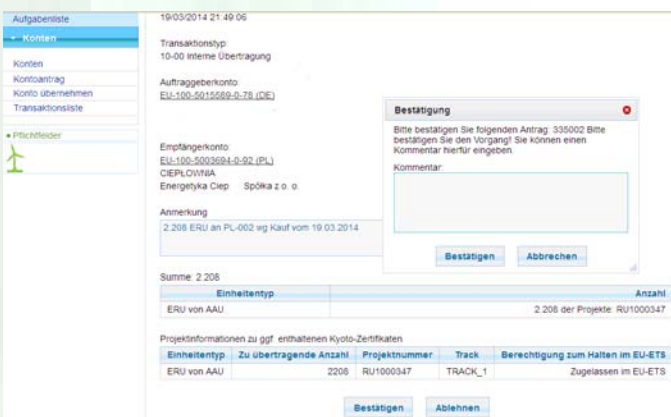 Aufgabenliste
Konten
Konten
Kontoantrag
Konto übernehmen
Transaktionsliste
Pflichtfelder
19/03/2014 21:49:06
Transaktionstyp
10-00 Interne Übertragung
Auftraggeberkonto
EU-100-5015589-0-78 (DE)
Empfängerkonto
EU-100-5003694-0-92 (PL)
CIEPŁOWNIA
Energetyka Ciep Spółka z o. o.
Anmerkung
2.208 ERU an PL-002 wg Kauf vom 19.03.2014
Bestätigung
Bitte bestätigen Sie folgenden Antrag: 335002 Bitte
bestätigen Sie den Vorgang! Sie können einen
Kommentar hierfür eingeben.
Kommentar:
Bestätigen Abbrechen
Summe: 2.208
Einheitentyp Anzahl
ERU von AAU 2.208 der Projekte: RU1000347
Projektinformationen zu ggf. enthaltenen Kyoto-Zertifikaten
Einheitentyp Zu übertragende Anzahl Projektnummer Track Berechtigung zum Halten im EU-ETS
ERU von AAU 2208 RU1000347 TRACK_1 Zugelassen im EU-ETS
Bestätigen Ablehnen